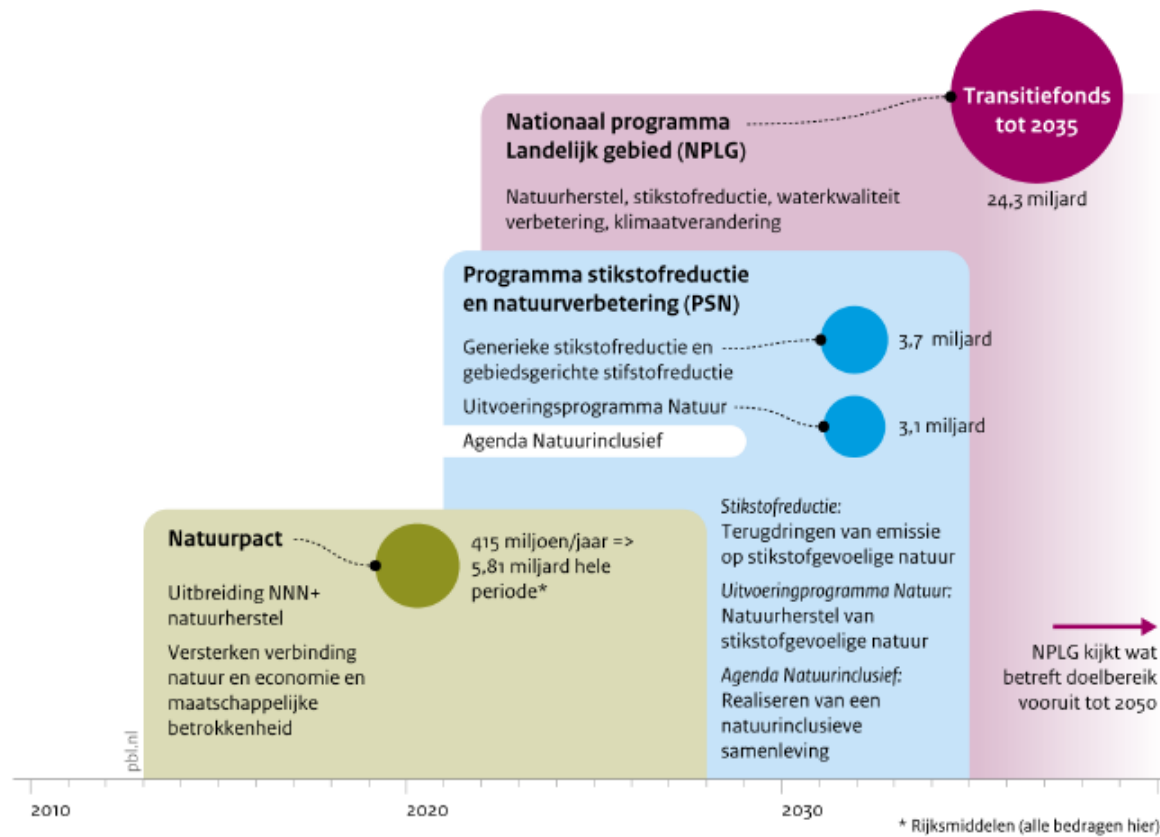 Transitiefonds
tot 2035
24,3 miljard
Nationaal programma
Landelijk gebied (NPLG)
Natuurherstel, stikstofreductie, waterkwaliteit
verbetering, klimaatverandering
Programma stikstofreductie
en natuurverbetering (PSN)
Generieke stikstofreductie en
gebiedsgerichte stifstofreductie
3,7 miljard
Uitvoeringsprogramma Natuur
3,1 miljard
Agenda Natuurinclusief
Natuurpact
415 miljoen/jaar =>
5,81 miljard hele
periode*
Uitbreiding NNN+
natuurherstel
Versterken verbinding
natuur en economie en
maatschappelijke
betrokkenheid
Stikstofreductie:
Terugdringen van emissie
op stikstofgevoelige natuur
Uitvoeringprogramma Natuur:
Natuurherstel van
stikstofgevoelige natuur
Agenda Natuurinclusief:
Realiseren van een
natuurinclusieve
samenleving
NPLG kijkt wat
betreft doelbereik
vooruit tot 2050
pbl.nl
2010
2020
2030
* Rijksmiddelen (alle bedragen hier)